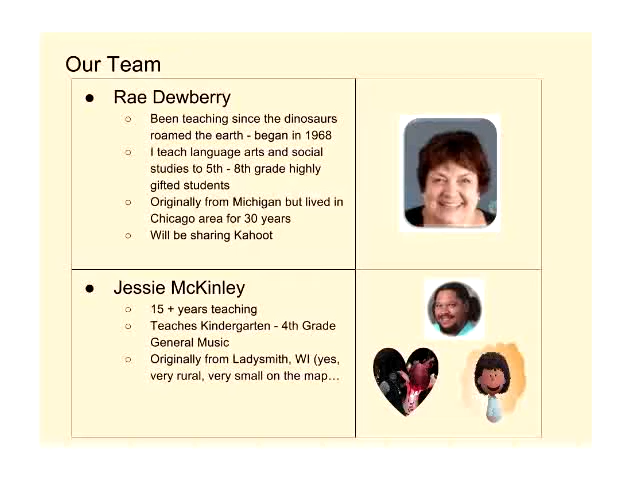 Our Team
● Rae Dewberry
○ Been teaching since the dinosaurs
roamed the earth - began in 1968
○ I teach language arts and social
studies to 5th - 8th grade highly
gifted students
○ Originally from Michigan but lived in
Chicago area for 30 years
○ Will be sharing Kahoot
● Jessie McKinley
○ 15 + years teaching
○ Teaches Kindergarten - 4th Grade
General Music
○ Originally from Ladysmith, WI (yes,
very rural, very small on the map…